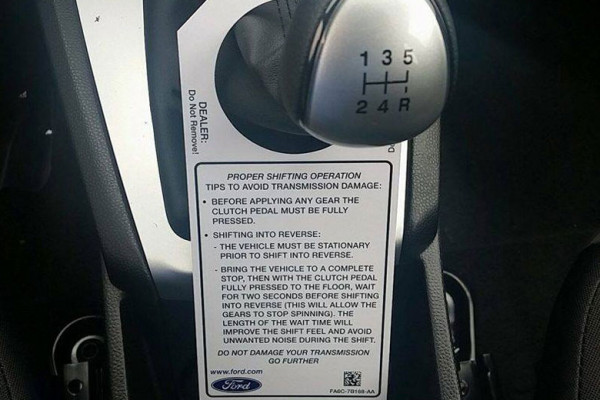 1 3 5
2 4 R
DEALER:
Do Not Remove!
D
PROPER SHIFTING OPERATION
TIPS TO AVOID TRANSMISSION DAMAGE:
• BEFORE APPLYING ANY GEAR THE
CLUTCH PEDAL MUST BE FULLY
PRESSED.
• SHIFTING INTO REVERSE:
- THE VEHICLE MUST BE STATIONARY
PRIOR TO SHIFT INTO REVERSE.
- BRING THE VEHICLE TO A COMPLETE
STOP, THEN WITH THE CLUTCH PEDAL
FULLY PRESSED TO THE FLOOR, WAIT
FOR TWO SECONDS BEFORE SHIFTING
INTO REVERSE (THIS WILL ALLOW THE
GEARS TO STOP SPINNING). THE
LENGTH OF THE WAIT TIME WILL
IMPROVE THE SHIFT FEEL AND AVOID
UNWANTED NOISE DURING THE SHIFT.
DO NOT DAMAGE YOUR TRANSMISSION
GO FURTHER
www.ford.com
Ford
FA6C-7B188-AA